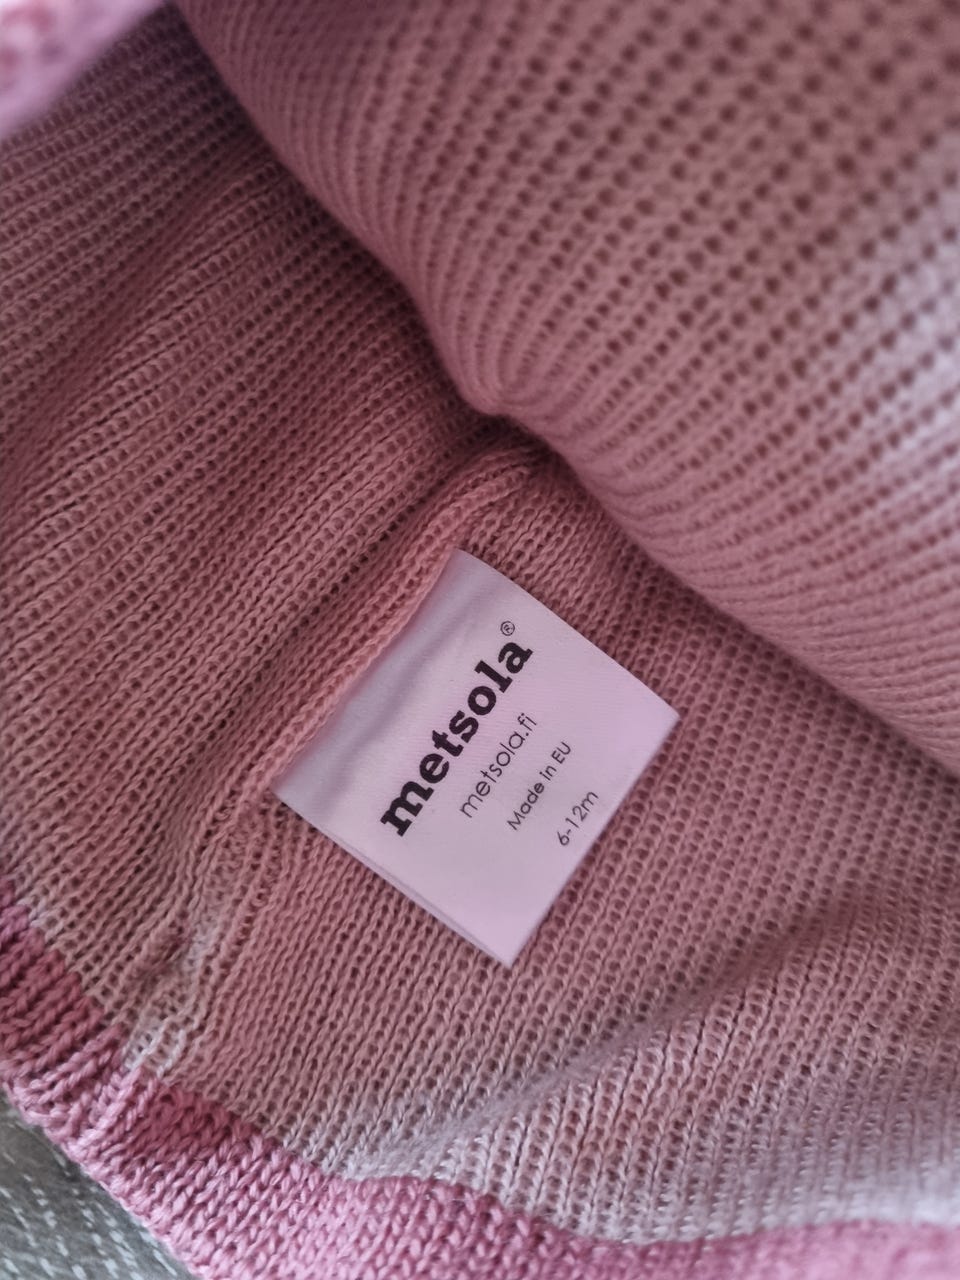 metsola®
metsola.fi
Made in EU
6-12m